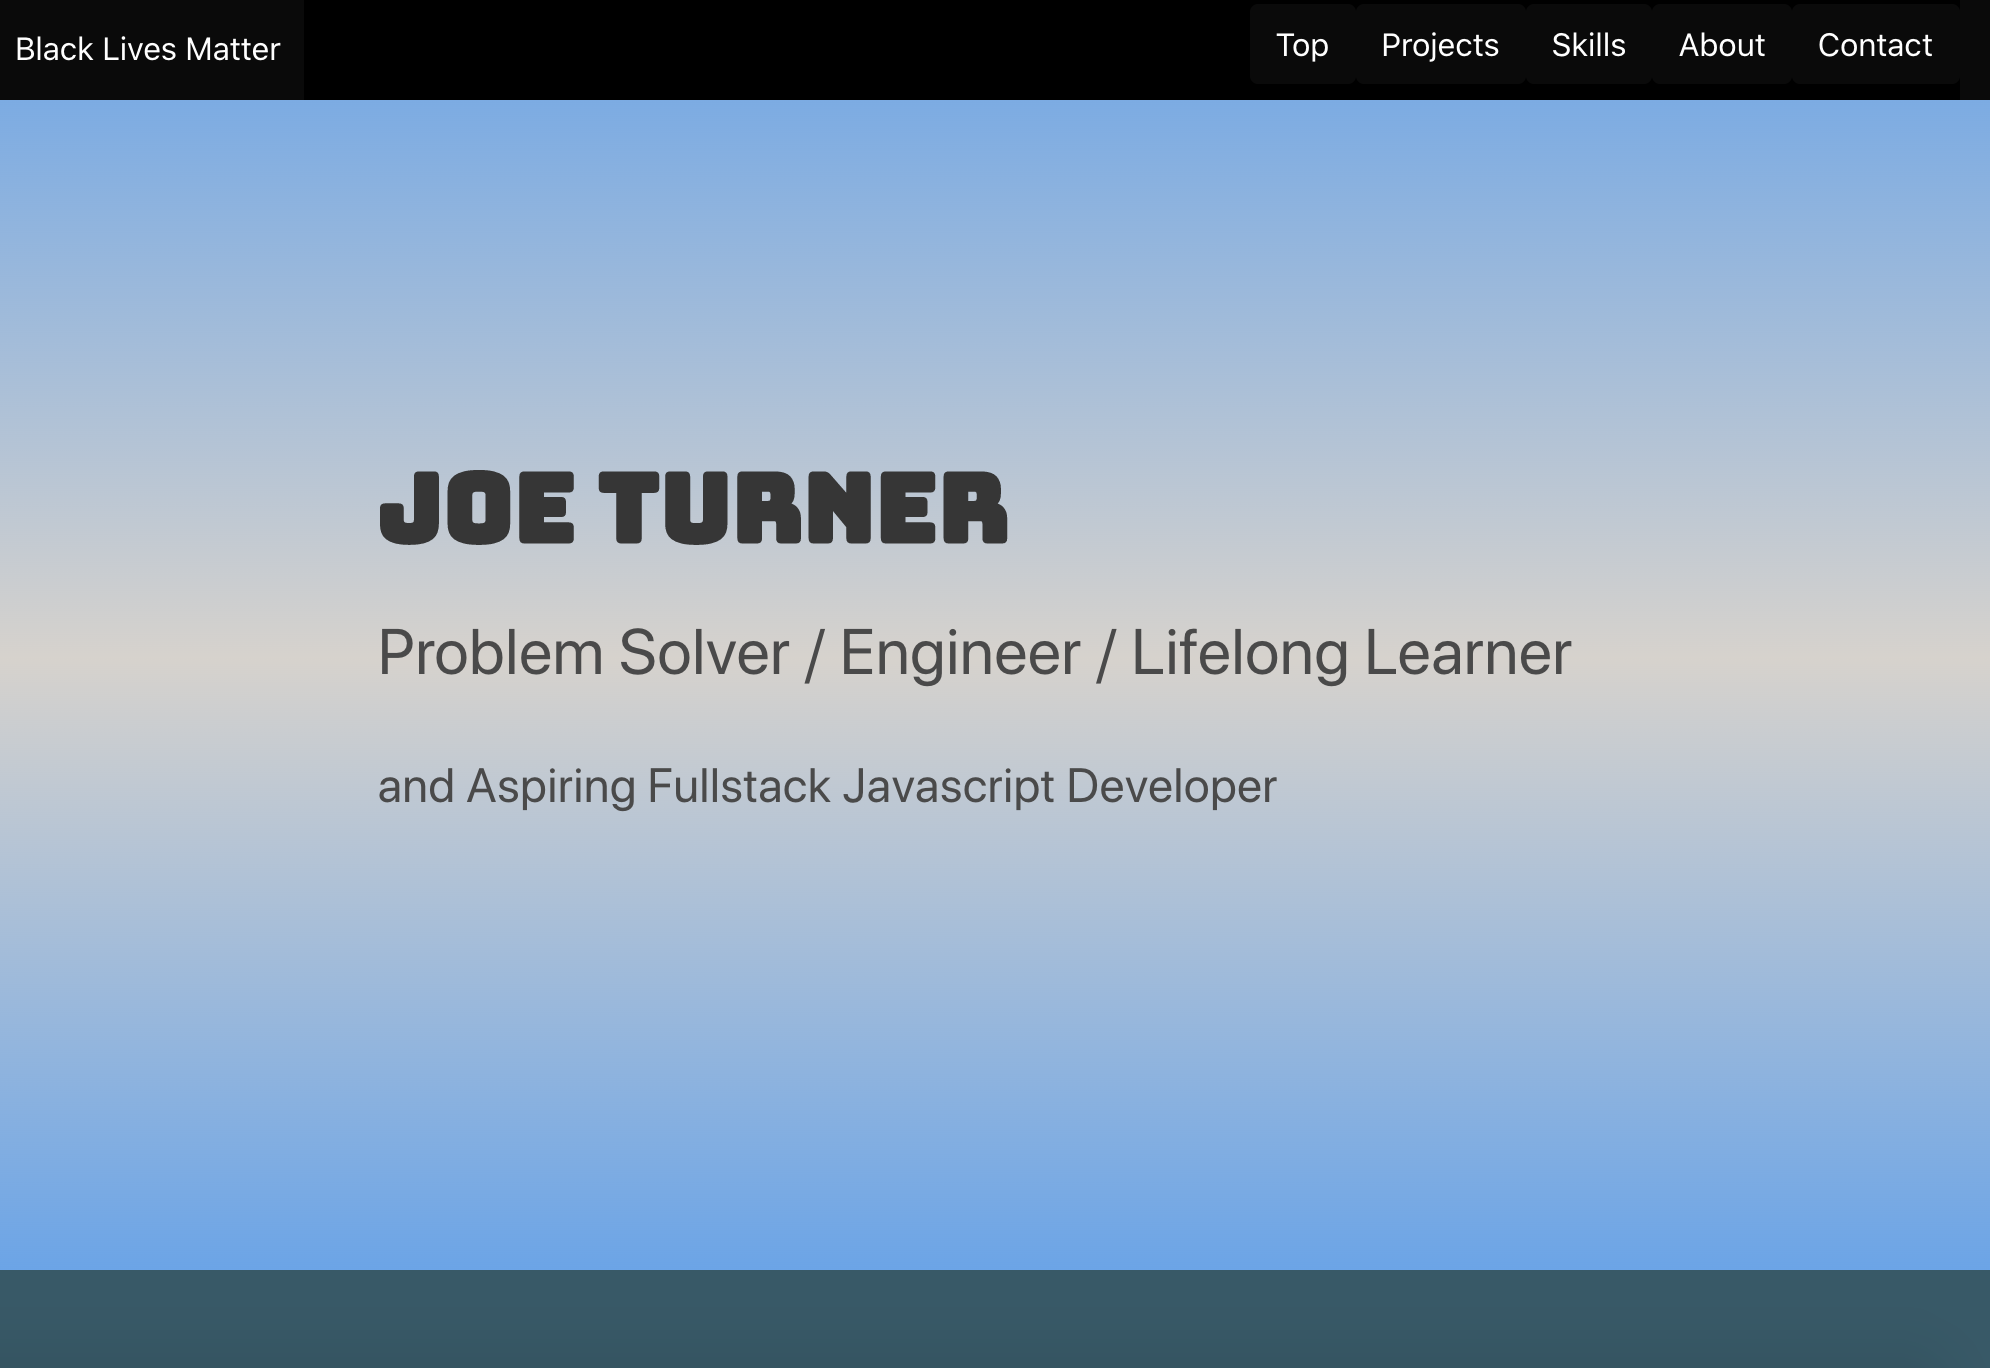 Black Lives Matter
Top Projects Skills About Contact
JOE TURNER
Problem Solver / Engineer / Lifelong Learner
and Aspiring Fullstack Javascript Developer